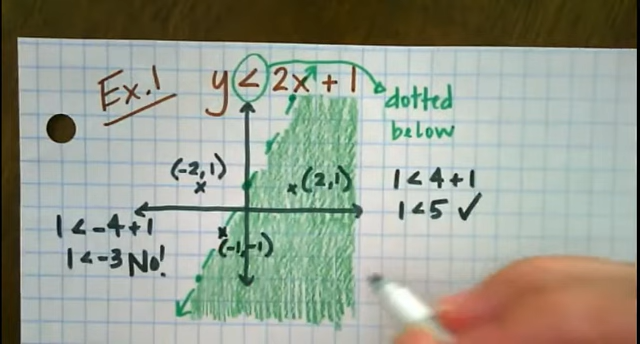 Ex.1
y < 2x + 1
dotted
below
(-2,1)
x
x (2,1)
1 < 4 + 1
1 < 5 ✓
1 < -4 + 1
1 < -3 No!
x
(-1,-1)